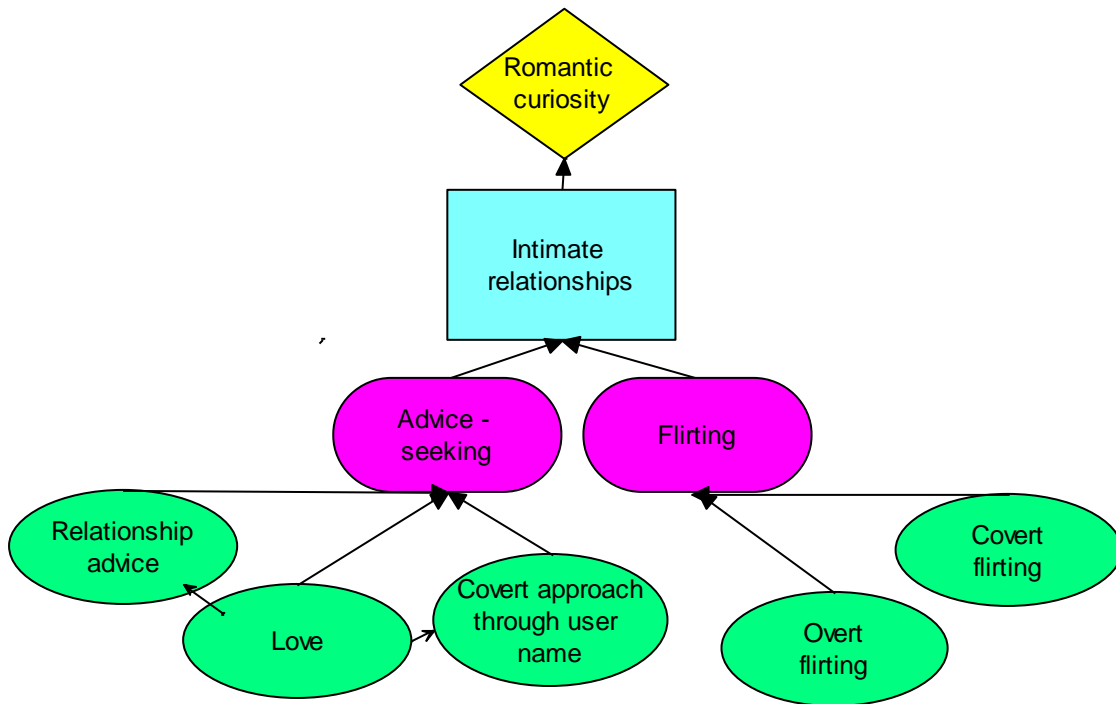 Romantic
curiosity
Intimate
relationships
Advice -
seeking
Flirting
Relationship
advice
Love
Covert approach
through user
name
Overt
flirting
Covert
flirting